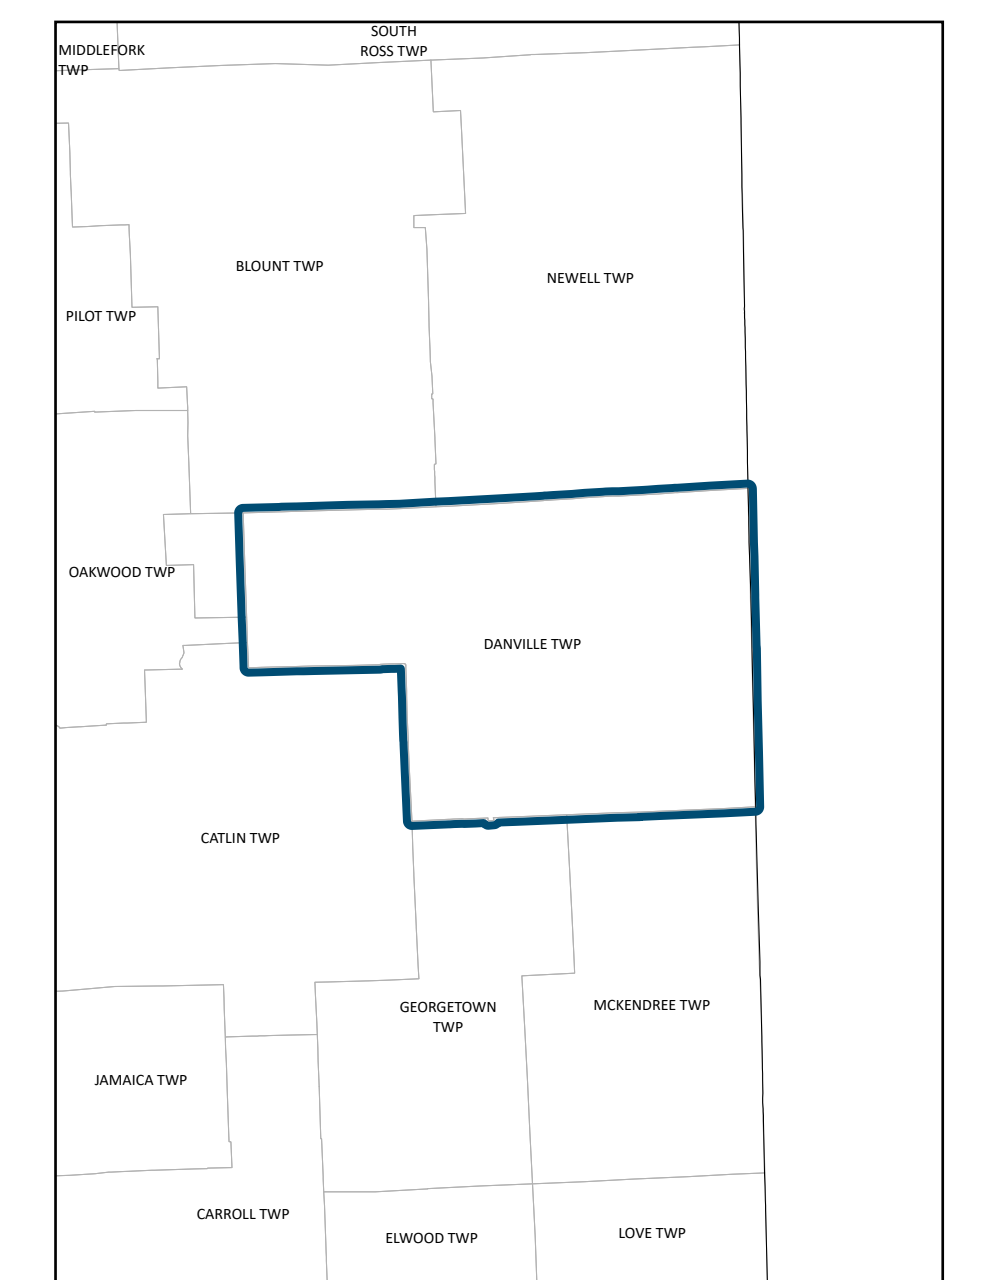 SOUTH
ROSS TWP
MIDDLEFORK
TWP
BLOUNT TWP
NEWELL TWP
PILOT TWP
OAKWOOD TWP
DANVILLE TWP
CATLIN TWP
GEORGETOWN
TWP
MCKENDREE TWP
JAMAICA TWP
CARROLL TWP
ELWOOD TWP
LOVE TWP